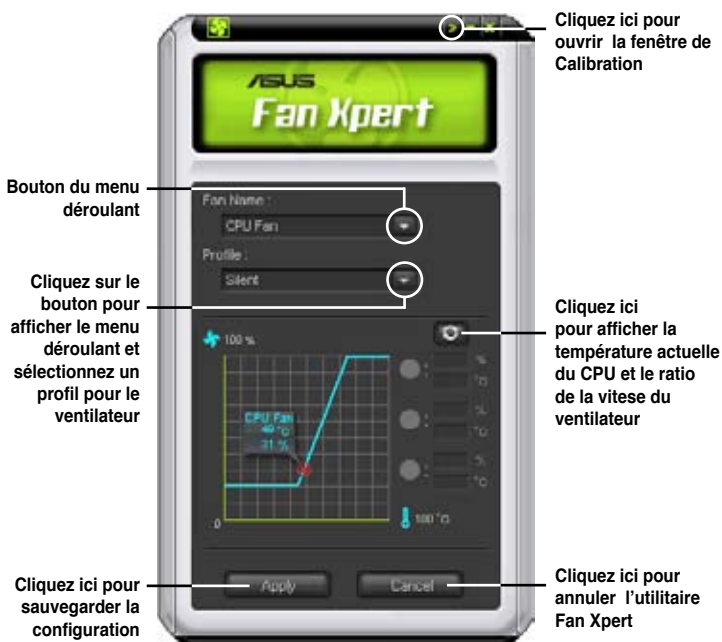 Cliquez ici pour
ouvrir la fenêtre de
Calibration
ASUS
Fan Xpert
Bouton du menu
déroulant
Fan Name :
CPU Fan
Profile :
Silent
Cliquez sur le
bouton pour
afficher le menu
déroulant et
sélectionnez un
profil pour le
ventilateur
Cliquez ici
pour afficher la
température actuelle
du CPU et le ratio
de la vitese du
ventilateur
100 %
: %
°C
CPU Fan
49 °C
31 %
: %
°C
: %
°C
0
100 °C
Apply
Cancel
Cliquez ici pour
sauvegarder la
configuration
Cliquez ici pour
annuler l'utilitaire
Fan Xpert